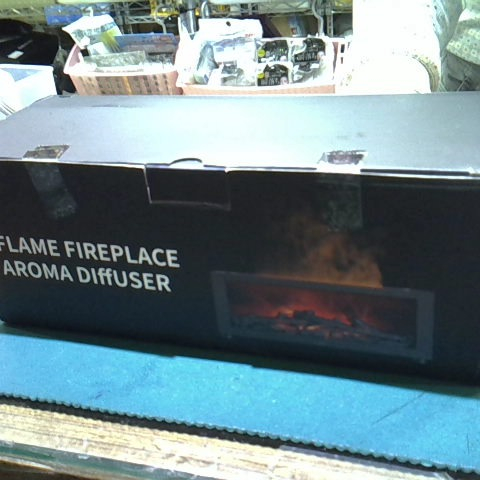 FLAME FIREPLACE
AROMA DIffUSER